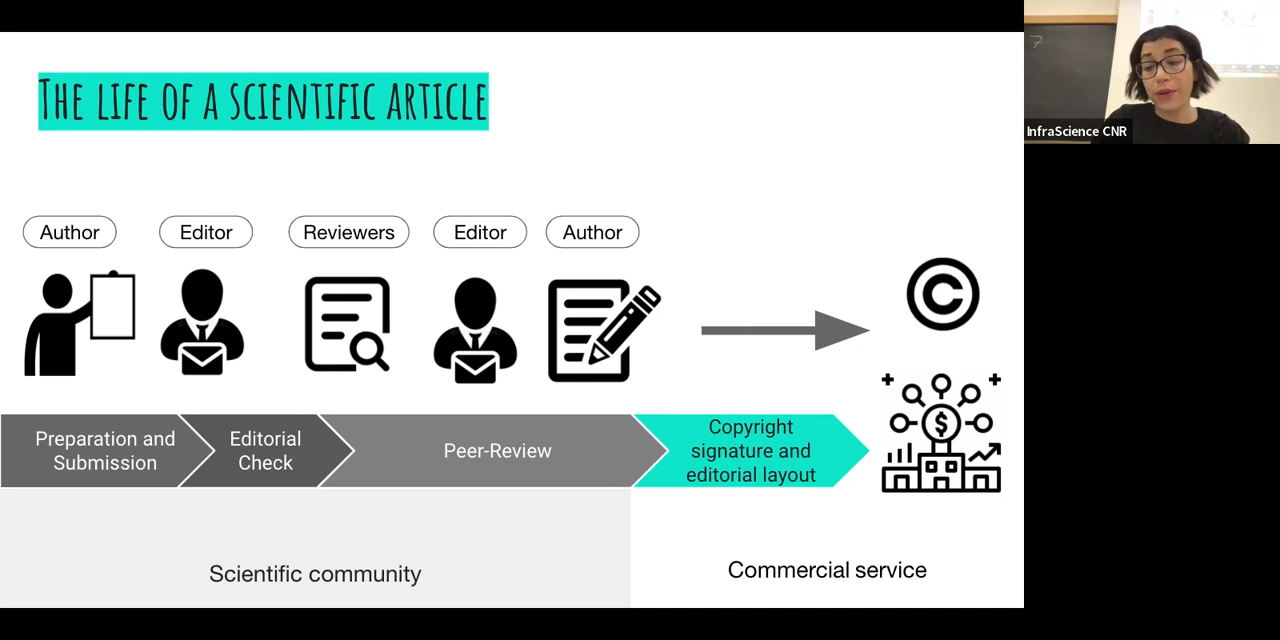 THE LIFE OF A SCIENTIFIC ARTICLE
InfraScience CNR
Author
Editor
Reviewers
Editor
Author
©
$
Preparation and
Submission
Editorial
Check
Peer-Review
Copyright
signature and
editorial layout
Scientific community
Commercial service